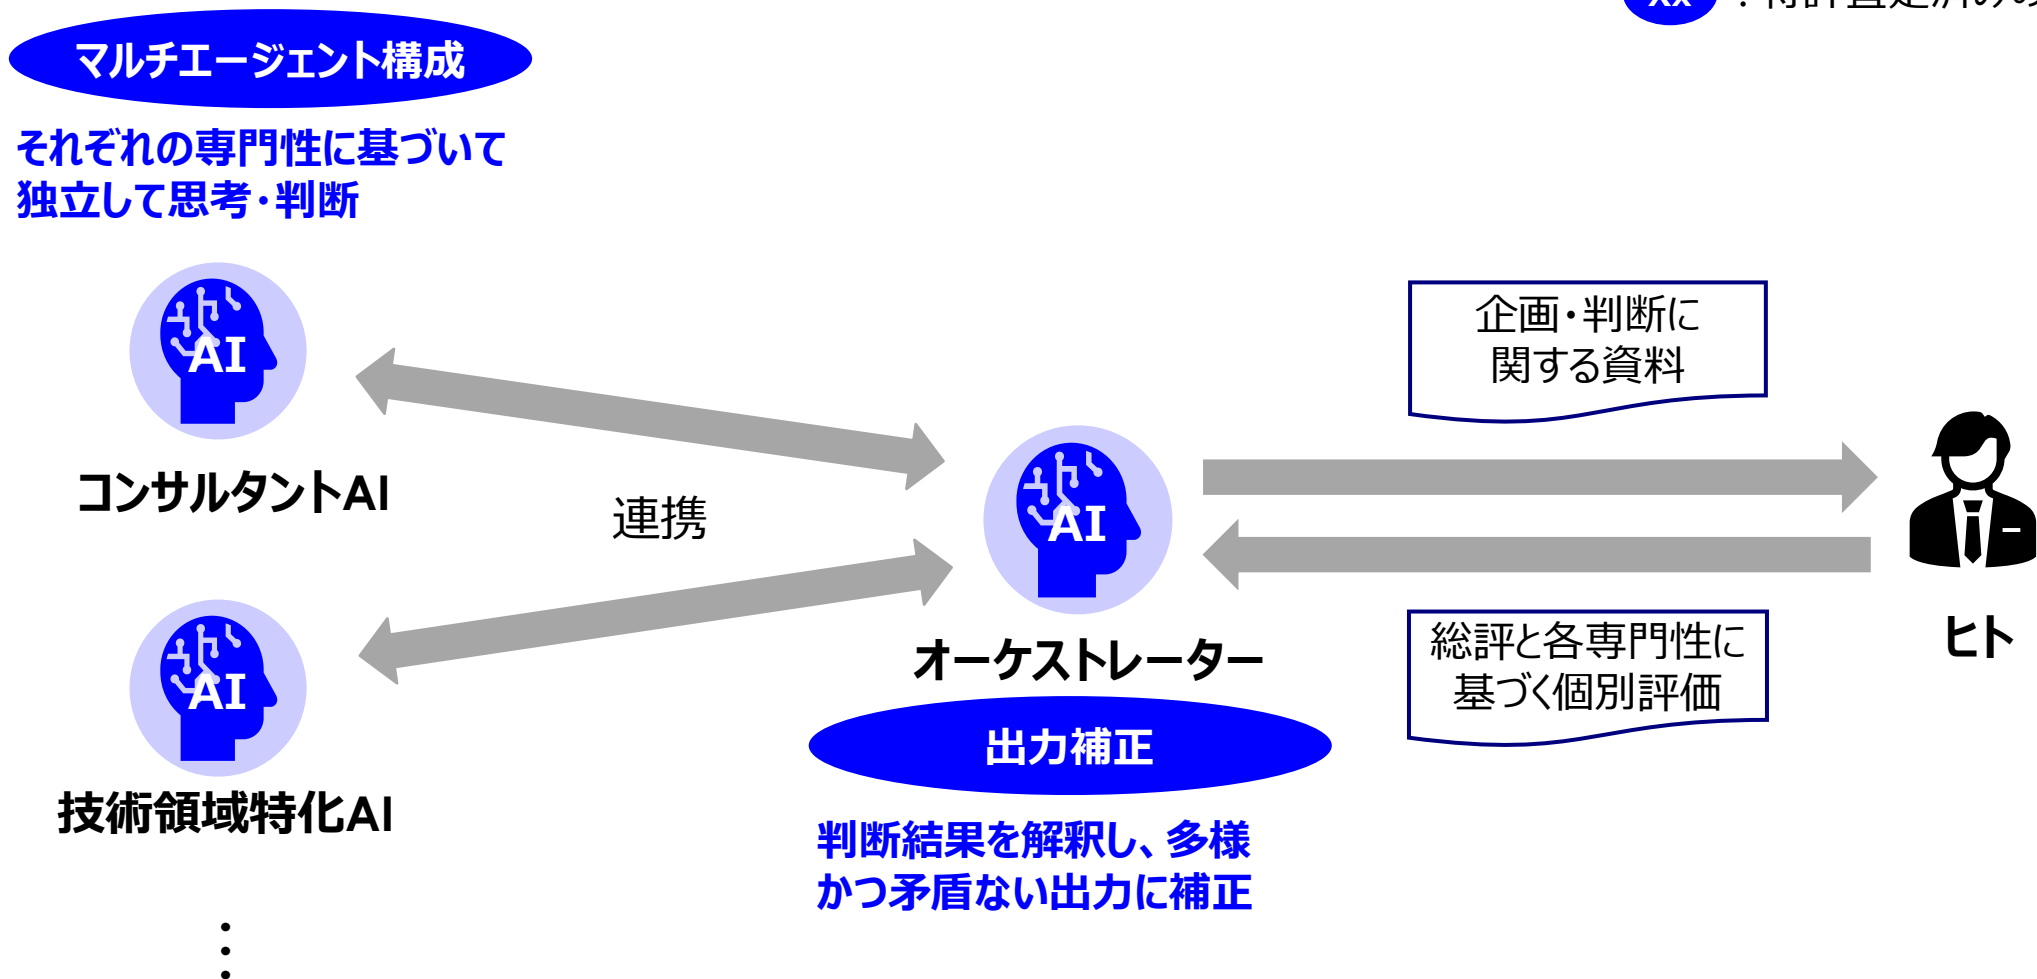 マルチエージェント構成
それぞれの専門性に基づいて
独立して思考・判断
AI
コンサルタントAI
連携
AI
技術領域特化AI
AI
オーケストレーター
出力補正
判断結果を解釈し、多様
かつ矛盾ない出力に補正
企画・判断に
関する資料
総評と各専門性に
基づく個別評価
ヒト